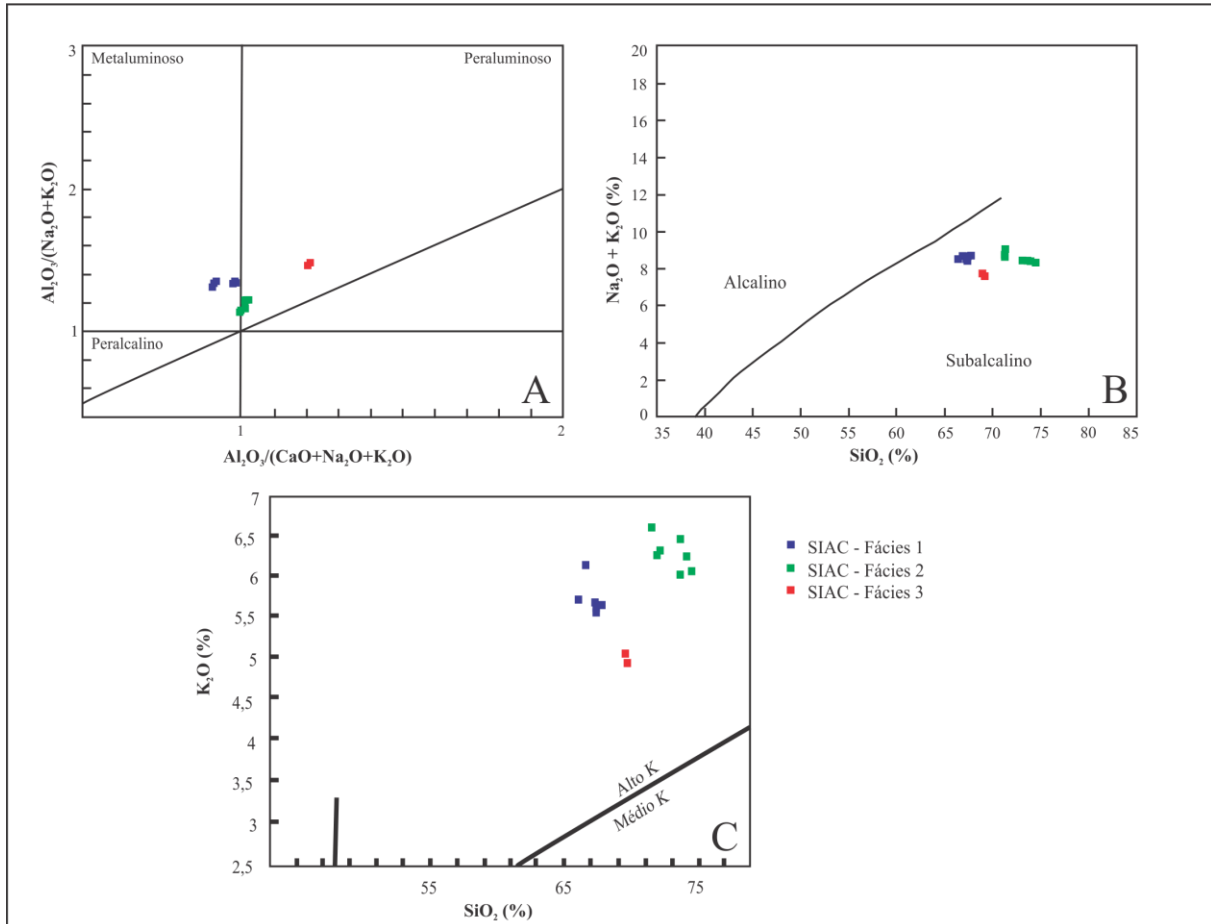 3
Metaluminoso
Peraluminoso
2
Al₂O₃/(Na₂O+K₂O)
1
Peralcalino
A
1
2
Al₂O₃/(CaO+Na₂O+K₂O)
20
18
16
14
12
10
8
6
4
2
0
Na₂O + K₂O (%)
Alcalino
Subalcalino
B
35 40 45 50 55 60 65 70 75 80 85
SiO₂ (%)
7
6,5
6
5,5
5
4,5
4
3,5
3
2,5
K₂O (%)
Alto K
Médio K
C
55 65 75
SiO₂ (%)
SIAC - Fácies 1
SIAC - Fácies 2
SIAC - Fácies 3